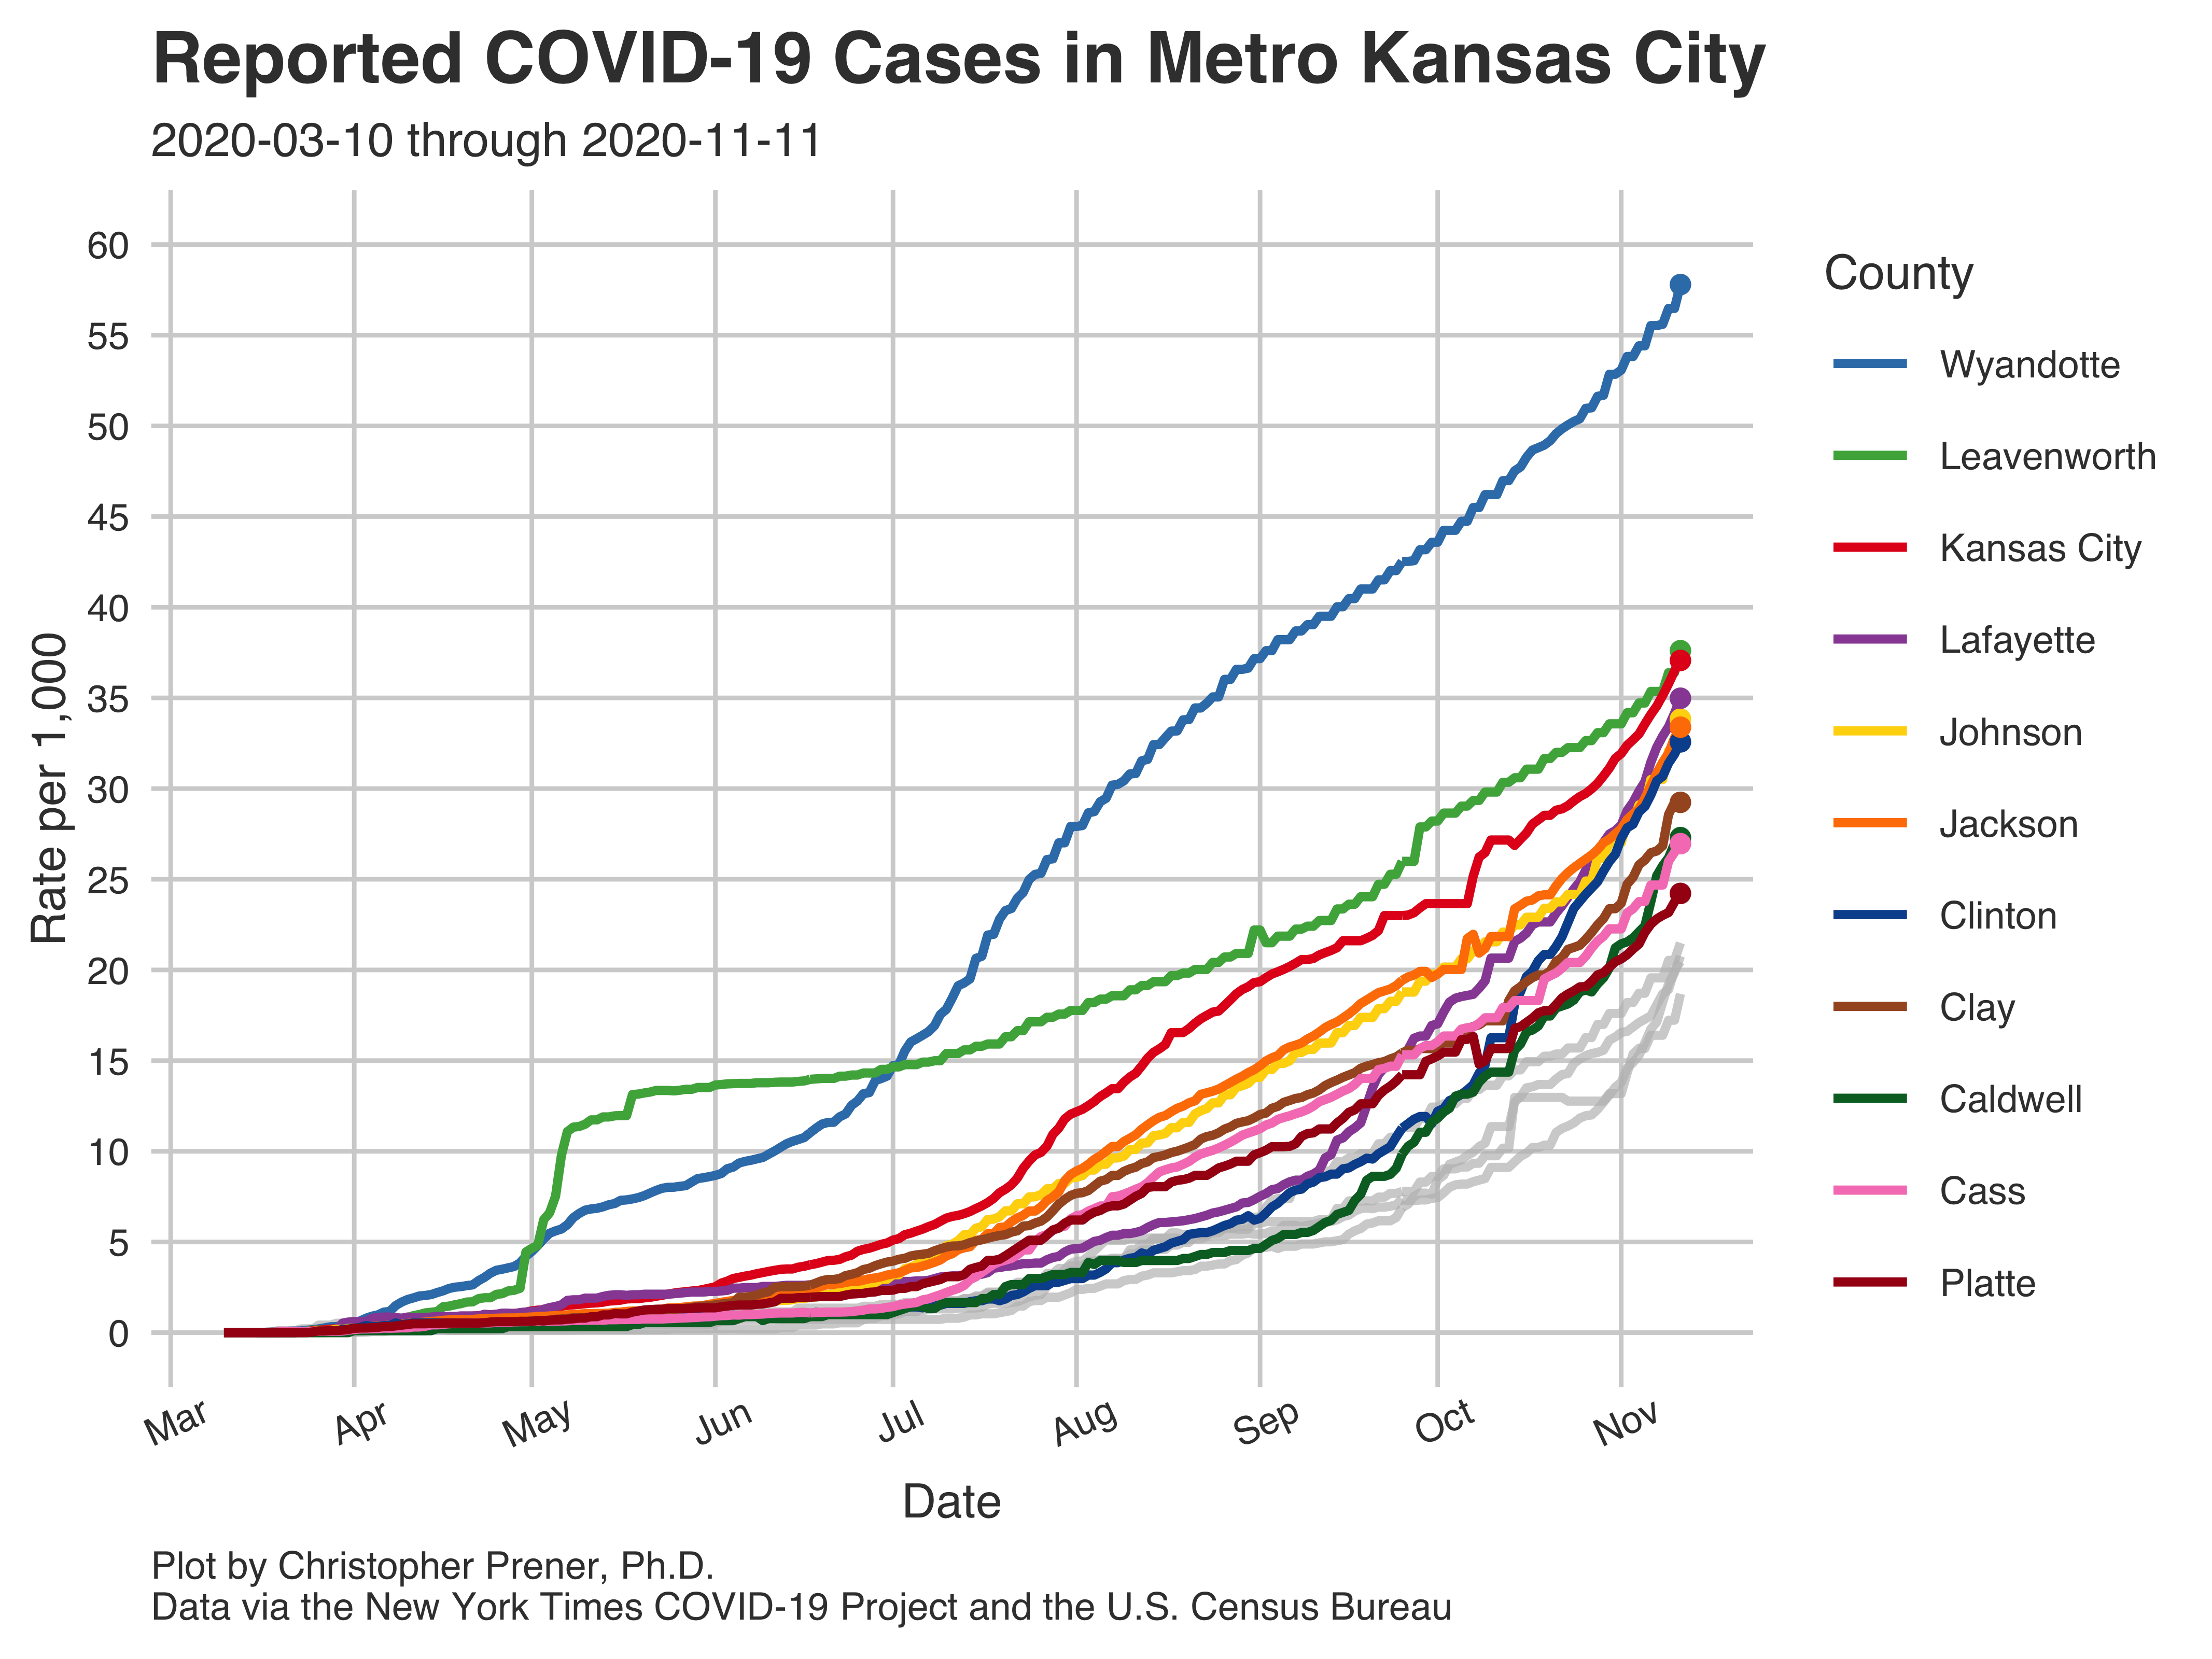 Reported COVID-19 Cases in Metro Kansas City
2020-03-10 through 2020-11-11
Rate per 1,000
60
55
50
45
40
35
30
25
20
15
10
5
0
Mar
Apr
May
Jun
Jul
Aug
Sep
Oct
Nov
Date
County
Wyandotte
Leavenworth
Kansas City
Lafayette
Johnson
Jackson
Clinton
Clay
Caldwell
Cass
Platte
Plot by Christopher Prener, Ph.D.
Data via the New York Times COVID-19 Project and the U.S. Census Bureau